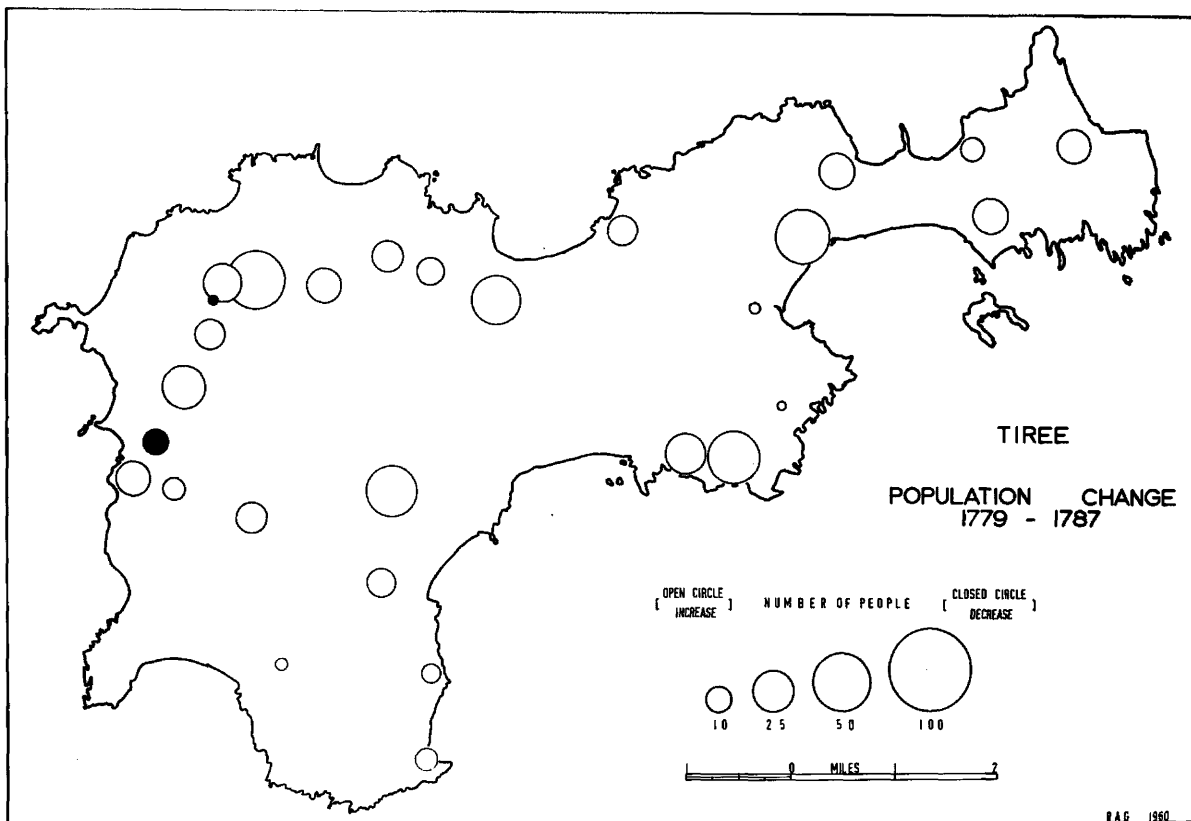 TIREE
POPULATION CHANGE
1779 - 1787
[ OPEN CIRCLE INCREASE ] NUMBER OF PEOPLE [ CLOSED CIRCLE DECREASE ]
10 25 50 100
0 MILES 2
R A G 1960